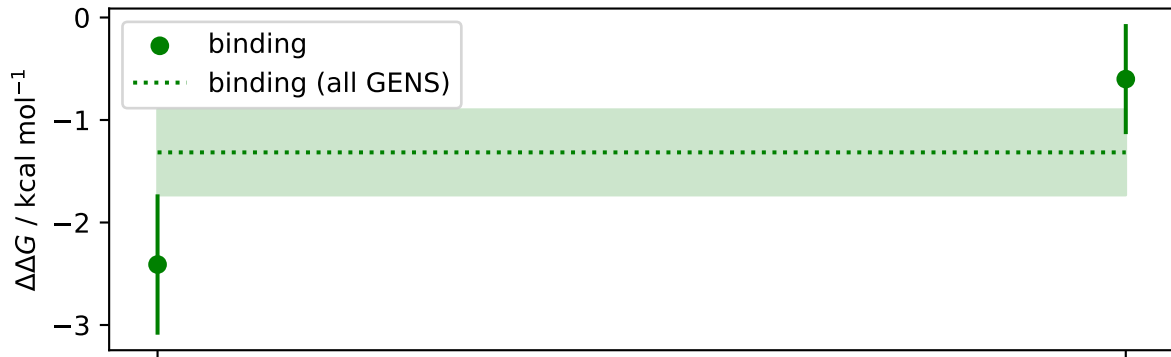 0
−1
−2
−3
ΔΔG / kcal mol⁻¹
binding
binding (all GENS)